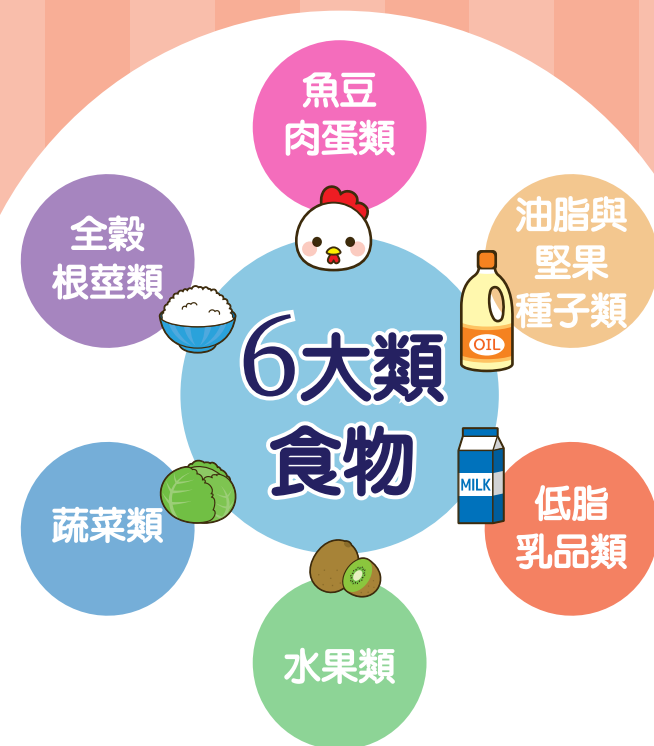 魚豆
肉蛋類
全穀
根莖類
油脂與
堅果
種子類
OIL
6大類
食物
MILK
蔬菜類
低脂
乳品類
水果類